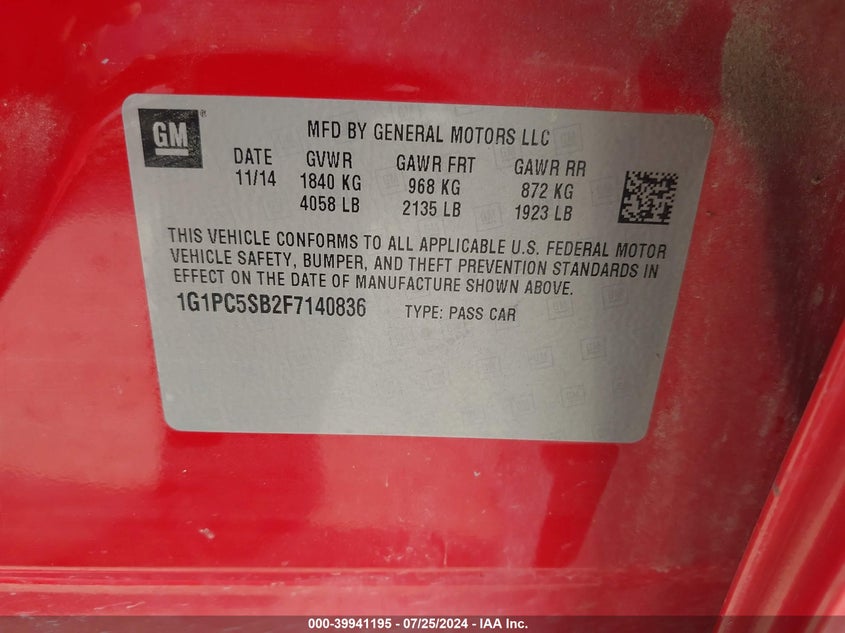 GM
MFD BY GENERAL MOTORS LLC
DATE GVWR GAWR FRT GAWR RR
11/14 1840 KG 968 KG 872 KG
4058 LB 2135 LB 1923 LB
THIS VEHICLE CONFORMS TO ALL APPLICABLE U.S. FEDERAL MOTOR
VEHICLE SAFETY, BUMPER, AND THEFT PREVENTION STANDARDS IN
EFFECT ON THE DATE OF MANUFACTURE SHOWN ABOVE.
1G1PC5SB2F7140836 TYPE: PASS CAR
000-39941195 - 07/25/2024 - IAA Inc.